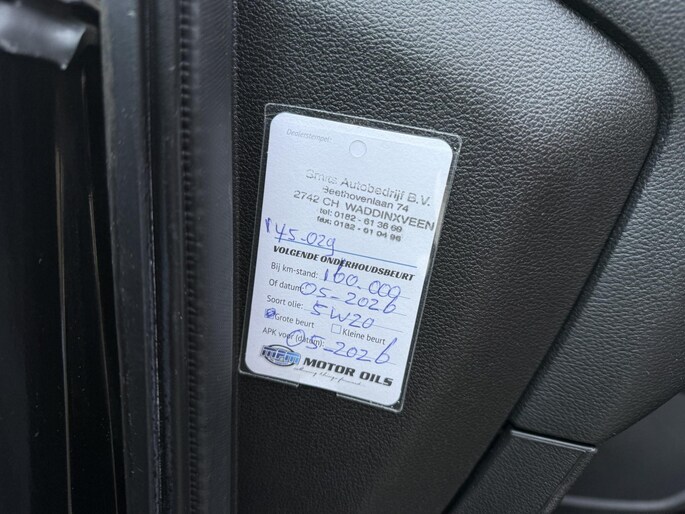 Dealerstempel:
Smits Autobedrijf B.V.
Beethovenlaan 74
2742 CH WADDINXVEEN
tel: 0182 - 61 36 69
fax: 0182 - 61 04 96
145-029
VOLGENDE ONDERHOUDSBEURT
Bij km-stand: 160-000
Of datum: 05-2026
Soort olie: 5W20
Grote beurt Kleine beurt
APK voor (datum): 05-2026
MPM MOTOR OILS